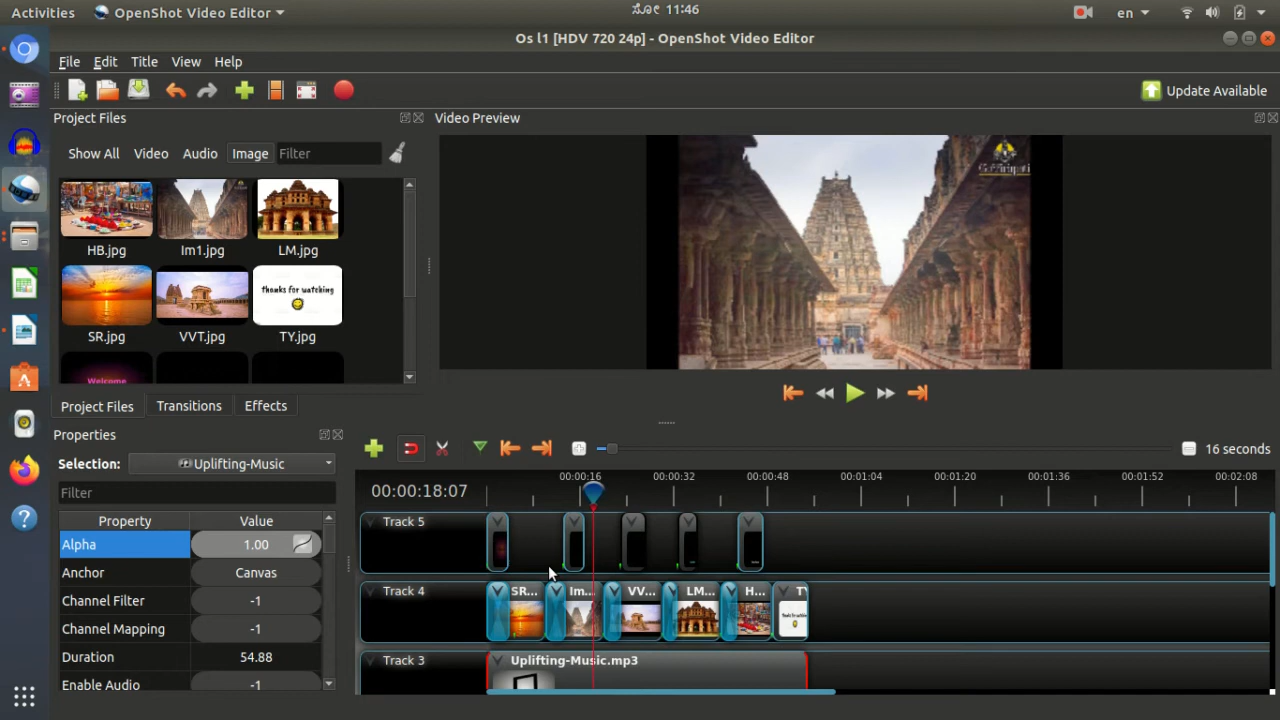 Activities OpenShot Video Editor 11:46 en
Os l1 [HDV 720 24p] - OpenShot Video Editor
File Edit Title View Help
Update Available
Project Files Video Preview
Show All Video Audio Image Filter
HB.jpg Im1.jpg LM.jpg
thanks for watching
SR.jpg VVT.jpg TY.jpg
Welcome
Project Files Transitions Effects
Properties
Selection: Uplifting-Music
16 seconds
Filter
00:00:18:07
00:00:16 00:00:32 00:00:48 00:01:04 00:01:20 00:01:36 00:01:52 00:02:08
Property Value
Track 5
Alpha 1.00
Anchor Canvas
Track 4 SR... Im... VV... LM... H... T
Channel Filter -1
Channel Mapping -1
Duration 54.88
Track 3 Uplifting-Music.mp3
Enable Audio -1